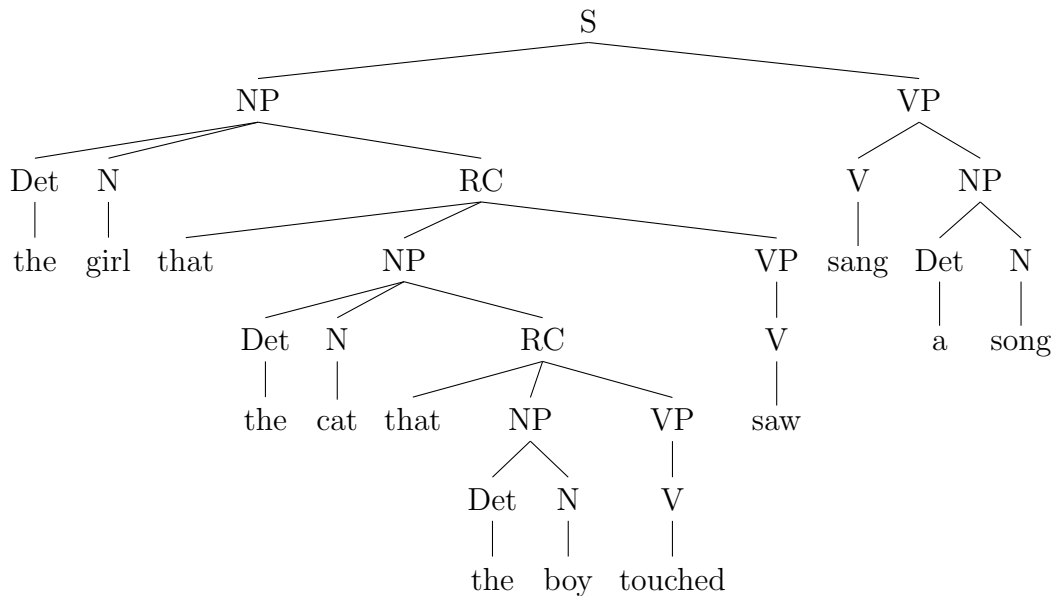 S
NP VP
Det N RC V NP
the girl that NP VP sang Det N
Det N RC V a song
the cat that NP VP saw
Det N V
the boy touched